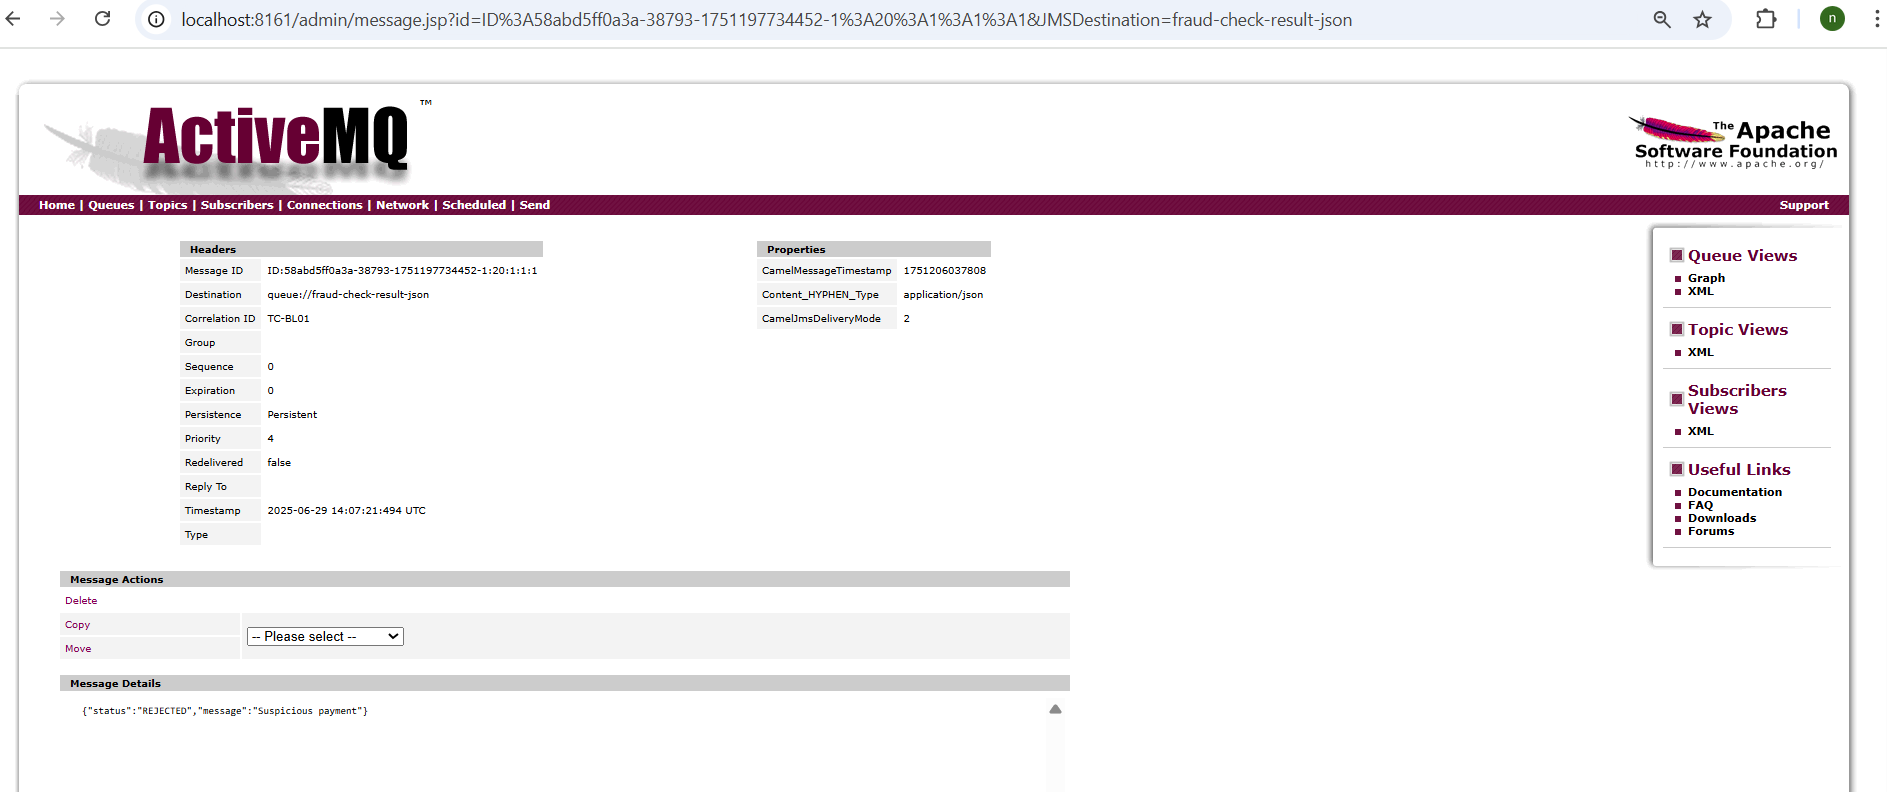 localhost:8161/admin/message.jsp?id=ID%3A58abd5ff0a3a-38793-1751197734452-1%3A20%3A1%3A1%3A1&JMSDestination=fraud-check-result-json
n
ActiveMQ ™
The Apache
Software Foundation
http://www.apache.org/
Home | Queues | Topics | Subscribers | Connections | Network | Scheduled | Send
Support
Headers
Message ID ID:58abd5ff0a3a-38793-1751197734452-1:20:1:1:1
Destination queue://fraud-check-result-json
Correlation ID TC-BL01
Group
Sequence 0
Expiration 0
Persistence Persistent
Priority 4
Redelivered false
Reply To
Timestamp 2025-06-29 14:07:21:494 UTC
Type
Properties
CamelMessageTimestamp 1751206037808
Content_HYPHEN_Type application/json
CamelJmsDeliveryMode 2
Message Actions
Delete
Copy
-- Please select --
Move
Message Details
{"status":"REJECTED","message":"Suspicious payment"}
Queue Views
Graph
XML
Topic Views
XML
Subscribers
Views
XML
Useful Links
Documentation
FAQ
Downloads
Forums